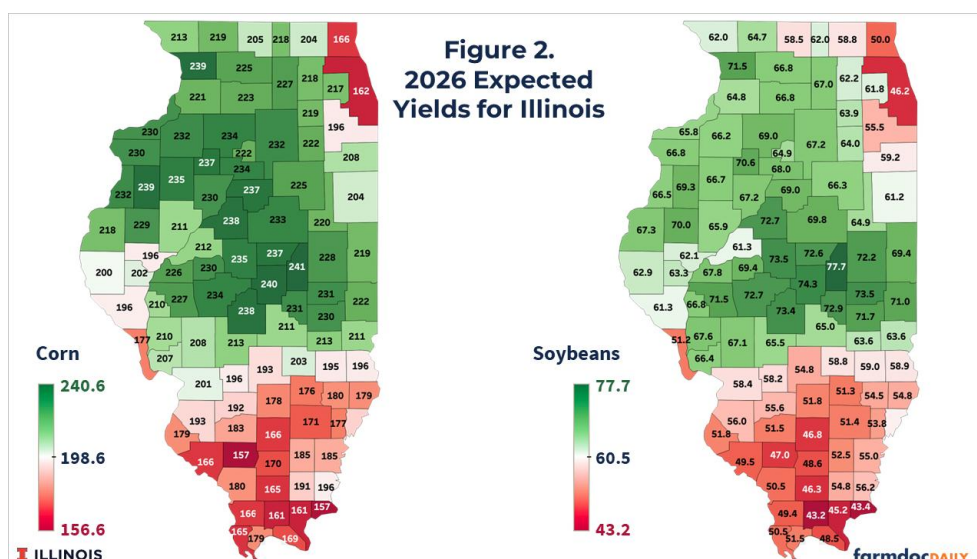 Figure 2.
2026 Expected
Yields for Illinois
213 219 205 218 204 166
239 225 227 218 217 162
221 223 219 196
230 232 234 232 222 208
230 237 222 234
232 239 235 230 237 225 204
218 229 211 238 233 220
196 212 235 237 241 228 219
200 202 226 230 240
196 210 227 234 238 231 231 230 222
177 210 208 213 211 213 211
207
201 196 193 203 195 196
192 178 176 180 179
193 183 171 177
179 166
166 157 170 185 185
180 165 191 196
166 161 161 157
165 179 169
Corn
240.6
198.6
156.6
ILLINOIS
62.0 64.7 58.5 62.0 58.8 50.0
71.5 66.8 67.0 62.2 61.8 46.2
64.8 66.8 63.9 55.5
65.8 66.2 69.0 67.2 64.0 59.2
66.8 70.6 64.9 68.0
66.5 69.3 66.7 67.2 69.0 66.3 61.2
67.3 70.0 65.9 72.7 69.8 64.9
62.1 61.3 73.5 72.6 77.7 72.2 69.4
62.9 63.3 67.8 69.4 74.3
61.3 66.8 71.5 72.7 73.4 72.9 73.5 71.7 71.0
51.2 67.6 67.1 65.5 65.0 63.6 63.6
66.4
58.4 58.2 54.8 58.8 59.0 58.9
55.6 51.8 51.3 54.5 54.8
56.0 51.5 51.4 53.8
51.8 46.8
49.5 47.0 48.6 52.5 55.0
50.5 46.3 54.8 56.2
49.4 43.2 45.2 43.4
50.5 51.5 48.5
Soybeans
77.7
60.5
43.2
farmdocDAILY